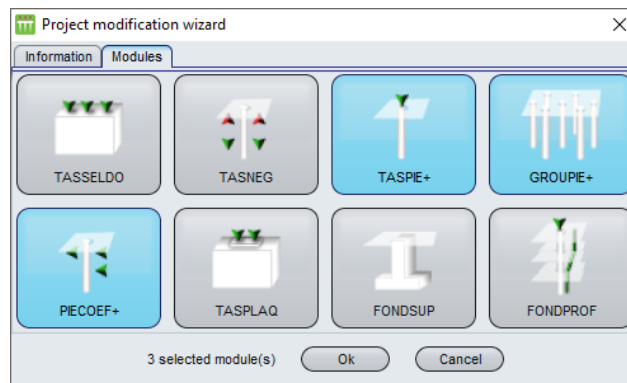 Project modification wizard
Information Modules
TASSELDO TASNEG TASPIE+ GROUPIE+
PIECOEF+ TASPLAQ FONDSUP FONDPROF
3 selected module(s) Ok Cancel